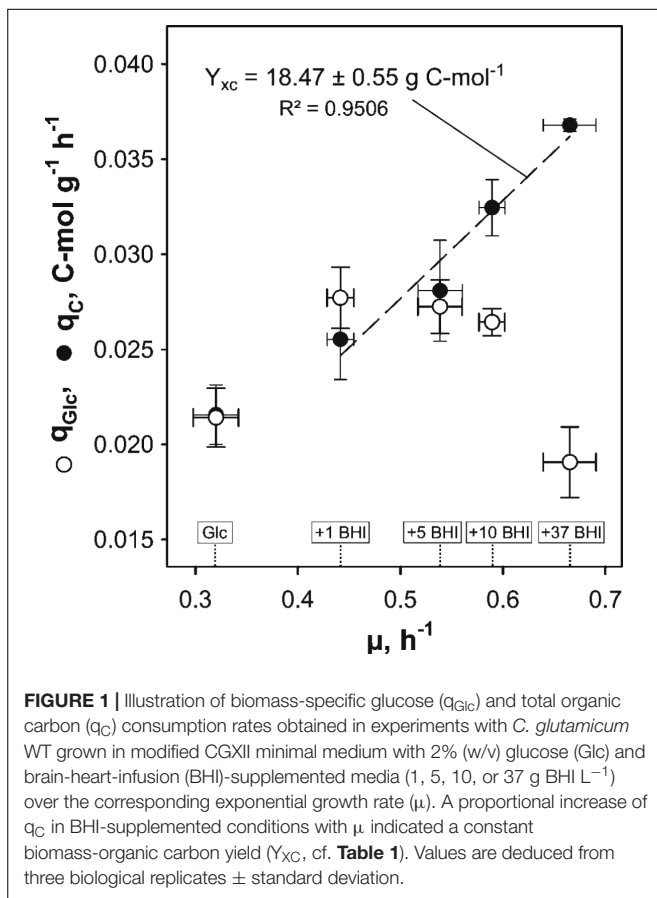 0.040
0.035
0.030
0.025
0.020
0.015
q_Glc, q_C, C-mol g⁻¹ h⁻¹
Y_xc = 18.47 ± 0.55 g C-mol⁻¹
R² = 0.9506
Glc +1 BHI +5 BHI +10 BHI +37 BHI
0.3 0.4 0.5 0.6 0.7
μ, h⁻¹
FIGURE 1 | Illustration of biomass-specific glucose (q_Glc) and total organic
carbon (q_C) consumption rates obtained in experiments with C. glutamicum
WT grown in modified CGXII minimal medium with 2% (w/v) glucose (Glc) and
brain-heart-infusion (BHI)-supplemented media (1, 5, 10, or 37 g BHI L⁻¹)
over the corresponding exponential growth rate (μ). A proportional increase of
q_C in BHI-supplemented conditions with μ indicated a constant
biomass-organic carbon yield (Y_XC, cf. Table 1). Values are deduced from
three biological replicates ± standard deviation.